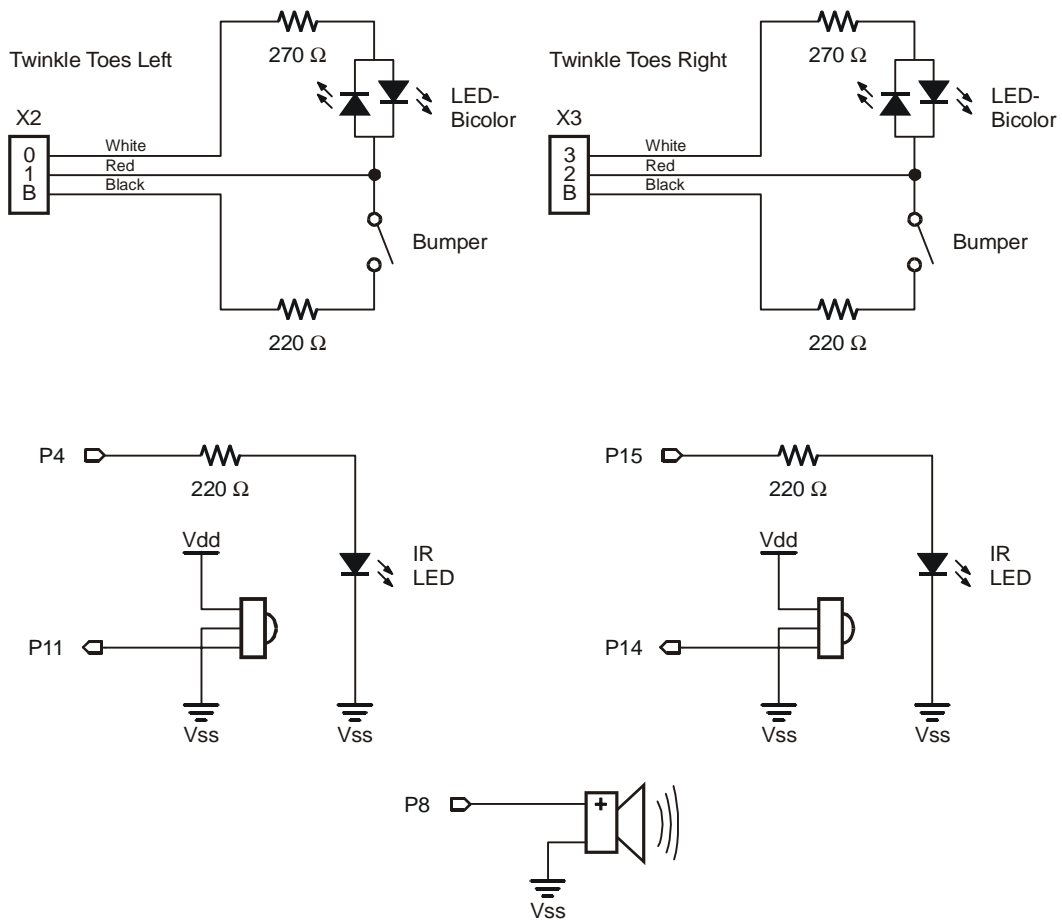 Twinkle Toes Left
270 Ω
LED-
Bicolor
X2
0
1
B
White
Red
Black
Bumper
220 Ω
Twinkle Toes Right
270 Ω
LED-
Bicolor
X3
3
2
B
White
Red
Black
Bumper
220 Ω
P4
220 Ω
Vdd
IR
LED
P11
Vss
Vss
P15
220 Ω
Vdd
IR
LED
P14
Vss
Vss
P8
+
Vss